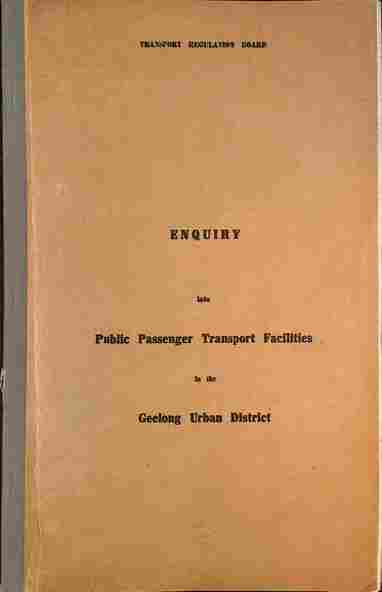 TRANSPORT REGULATION BOARD
ENQUIRY
into
Public Passenger Transport Facilities
in the
Geelong Urban District